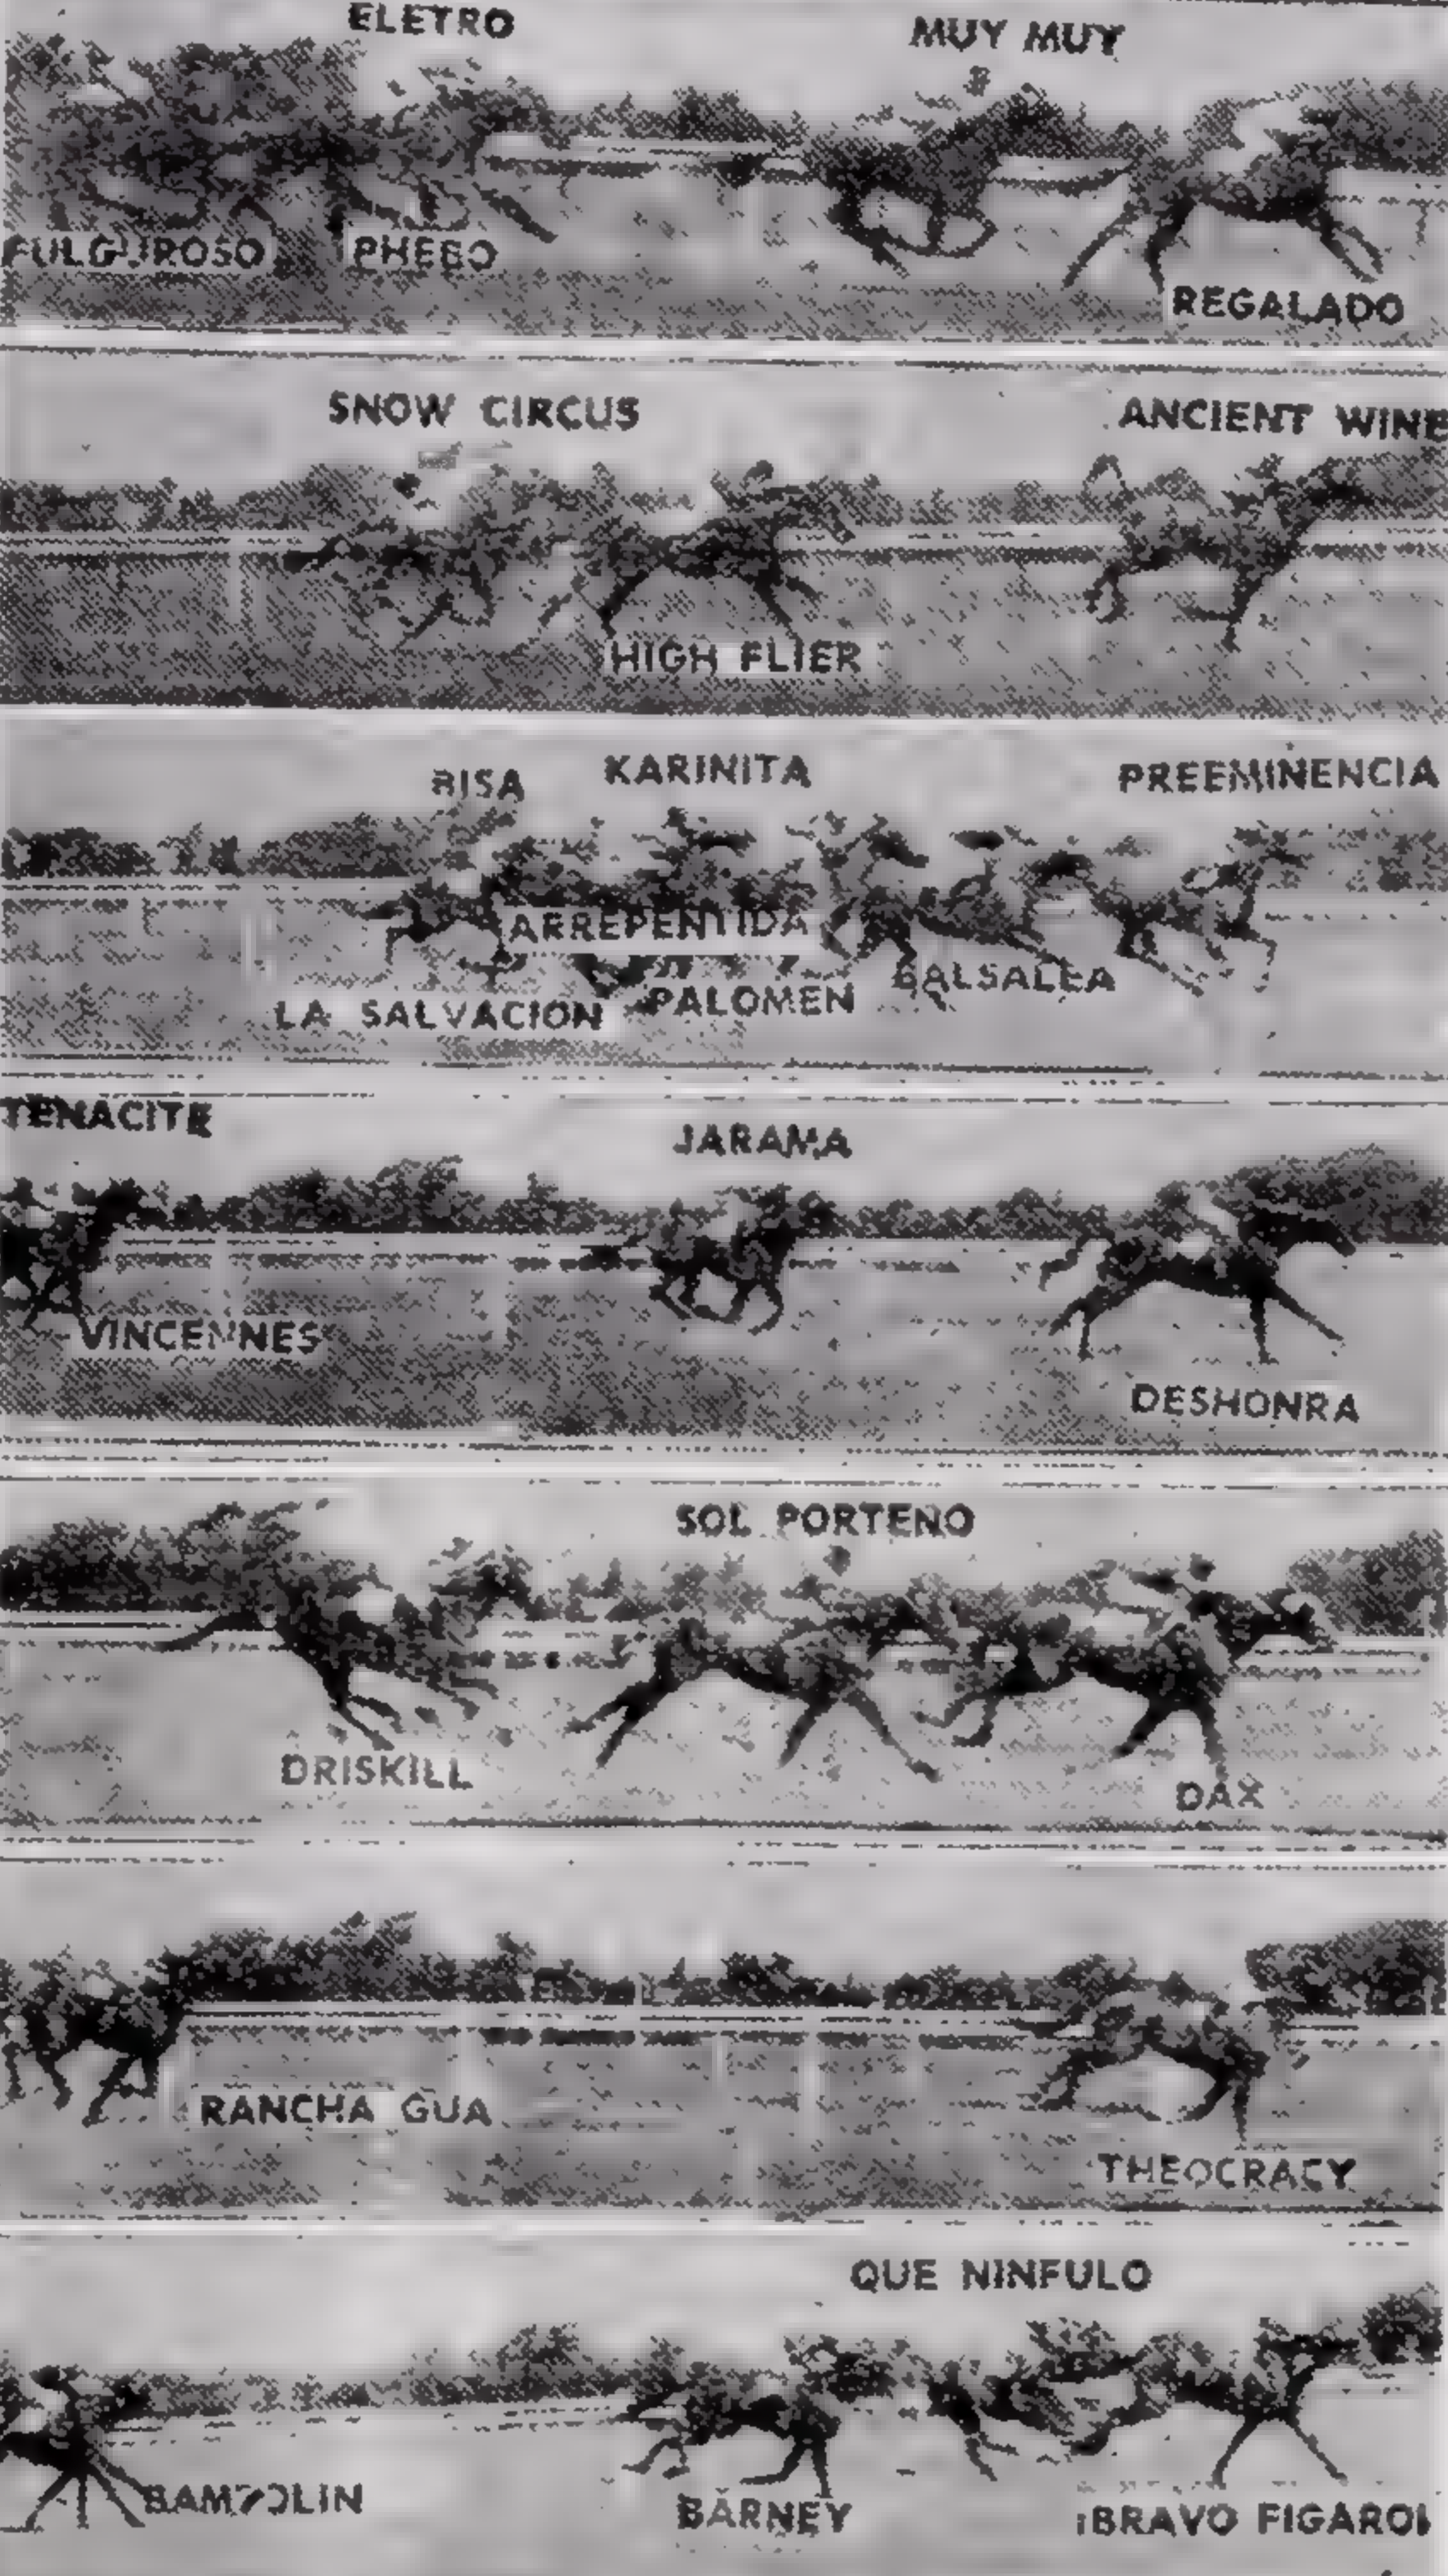 ELETRO
MUY MUY
FULGUROSO
PHEBO
REGALADO
SNOW CIRCUS
ANCIENT WINE
HIGH FLIER
RISA
KARINITA
PREEMINENCIA
ARREPENTIDA
BALSALEA
LA SALVACION
PALOMEN
TENACITE
JARAMA
VINCENNES
DESHONRA
SOL PORTENO
DRISKILL
DAX
RANCHA GUA
THEOCRACY
QUE NINFULO
BARNEY
¡BRAVO FIGARO!